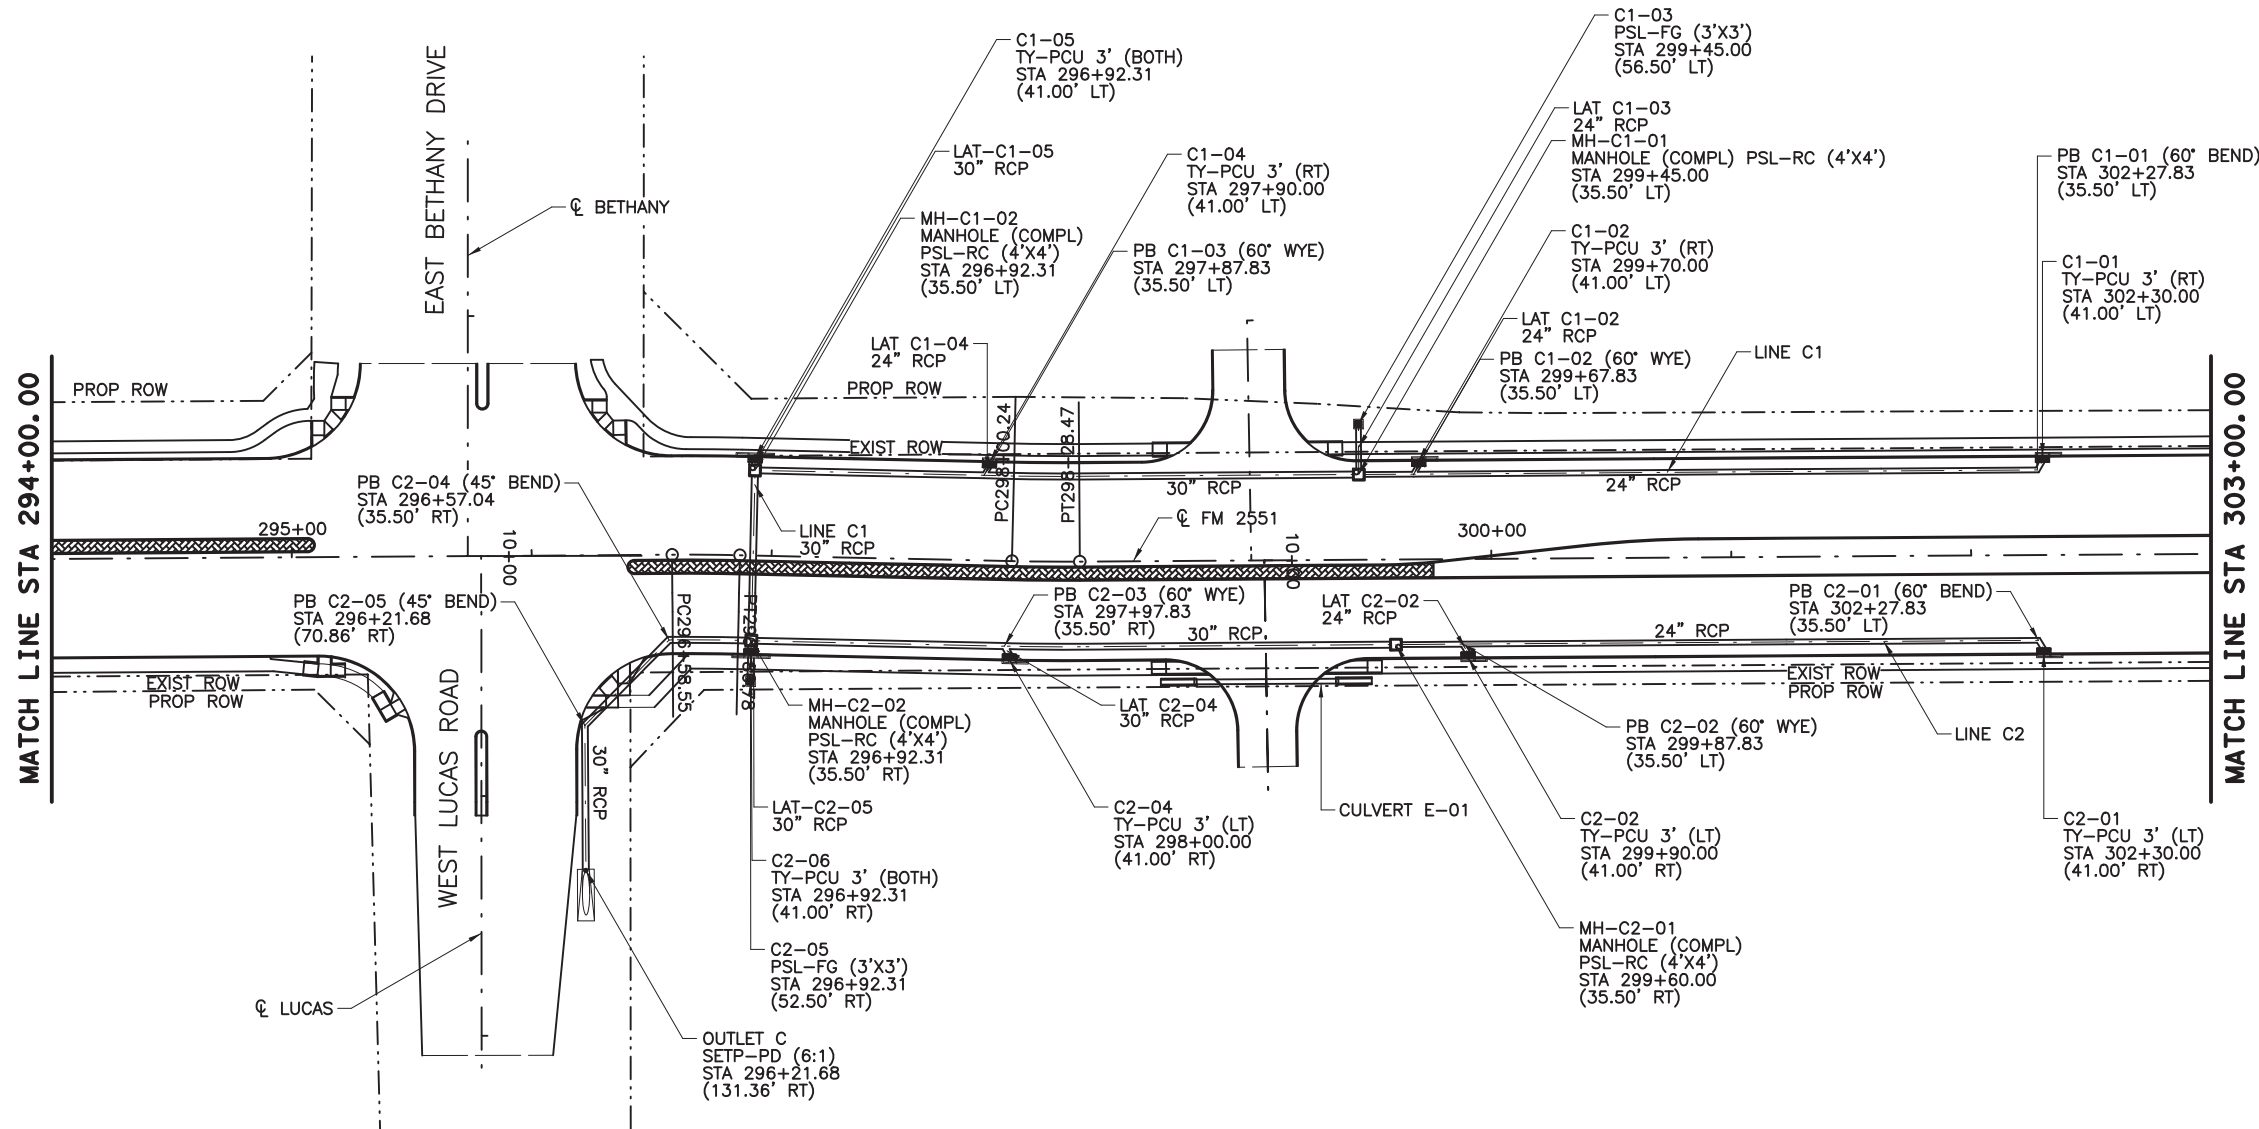 C1-05
TY-PCU 3' (BOTH)
STA 296+92.31
(41.00' LT)
C1-03
PSL-FG (3'X3')
STA 299+45.00
(56.50' LT)
LAT C1-03
24" RCP
MH-C1-01
MANHOLE (COMPL) PSL-RC (4'X4')
STA 299+45.00
(35.50' LT)
LAT-C1-05
30" RCP
C1-04
TY-PCU 3' (RT)
STA 297+90.00
(41.00' LT)
PB C1-01 (60° BEND)
STA 302+27.83
(35.50' LT)
EAST BETHANY DRIVE
℄ BETHANY
MH-C1-02
MANHOLE (COMPL)
PSL-RC (4'X4')
STA 296+92.31
(35.50' LT)
PB C1-03 (60° WYE)
STA 297+87.83
(35.50' LT)
C1-02
TY-PCU 3' (RT)
STA 299+70.00
(41.00' LT)
C1-01
TY-PCU 3' (RT)
STA 302+30.00
(41.00' LT)
LAT C1-04
24" RCP
LAT C1-02
24" RCP
PB C1-02 (60° WYE)
STA 299+67.83
(35.50' LT)
LINE C1
PROP ROW
PROP ROW
EXIST ROW
MATCH LINE STA 294+00.00
MATCH LINE STA 303+00.00
PC298+00.24
PT298+28.47
30" RCP
24" RCP
PB C2-04 (45° BEND)
STA 296+57.04
(35.50' RT)
295+00
10+00
LINE C1
30" RCP
℄ FM 2551
10+00
300+00
PB C2-05 (45° BEND)
STA 296+21.68
(70.86' RT)
PC296+58.55
PB C2-03 (60° WYE)
STA 297+97.83
(35.50' RT)
30" RCP
LAT C2-02
24" RCP
24" RCP
PB C2-01 (60° BEND)
STA 302+27.83
(35.50' LT)
EXIST ROW
PROP ROW
EXIST ROW
PROP ROW
WEST LUCAS ROAD
30" RCP
MH-C2-02
MANHOLE (COMPL)
PSL-RC (4'X4')
STA 296+92.31
(35.50' RT)
LAT C2-04
30" RCP
PB C2-02 (60° WYE)
STA 299+87.83
(35.50' LT)
LINE C2
LAT-C2-05
30" RCP
C2-04
TY-PCU 3' (LT)
STA 298+00.00
(41.00' RT)
CULVERT E-01
C2-02
TY-PCU 3' (LT)
STA 299+90.00
(41.00' RT)
C2-01
TY-PCU 3' (LT)
STA 302+30.00
(41.00' RT)
C2-06
TY-PCU 3' (BOTH)
STA 296+92.31
(41.00' RT)
C2-05
PSL-FG (3'X3')
STA 296+92.31
(52.50' RT)
MH-C2-01
MANHOLE (COMPL)
PSL-RC (4'X4')
STA 299+60.00
(35.50' RT)
℄ LUCAS
OUTLET C
SETP-PD (6:1)
STA 296+21.68
(131.36' RT)